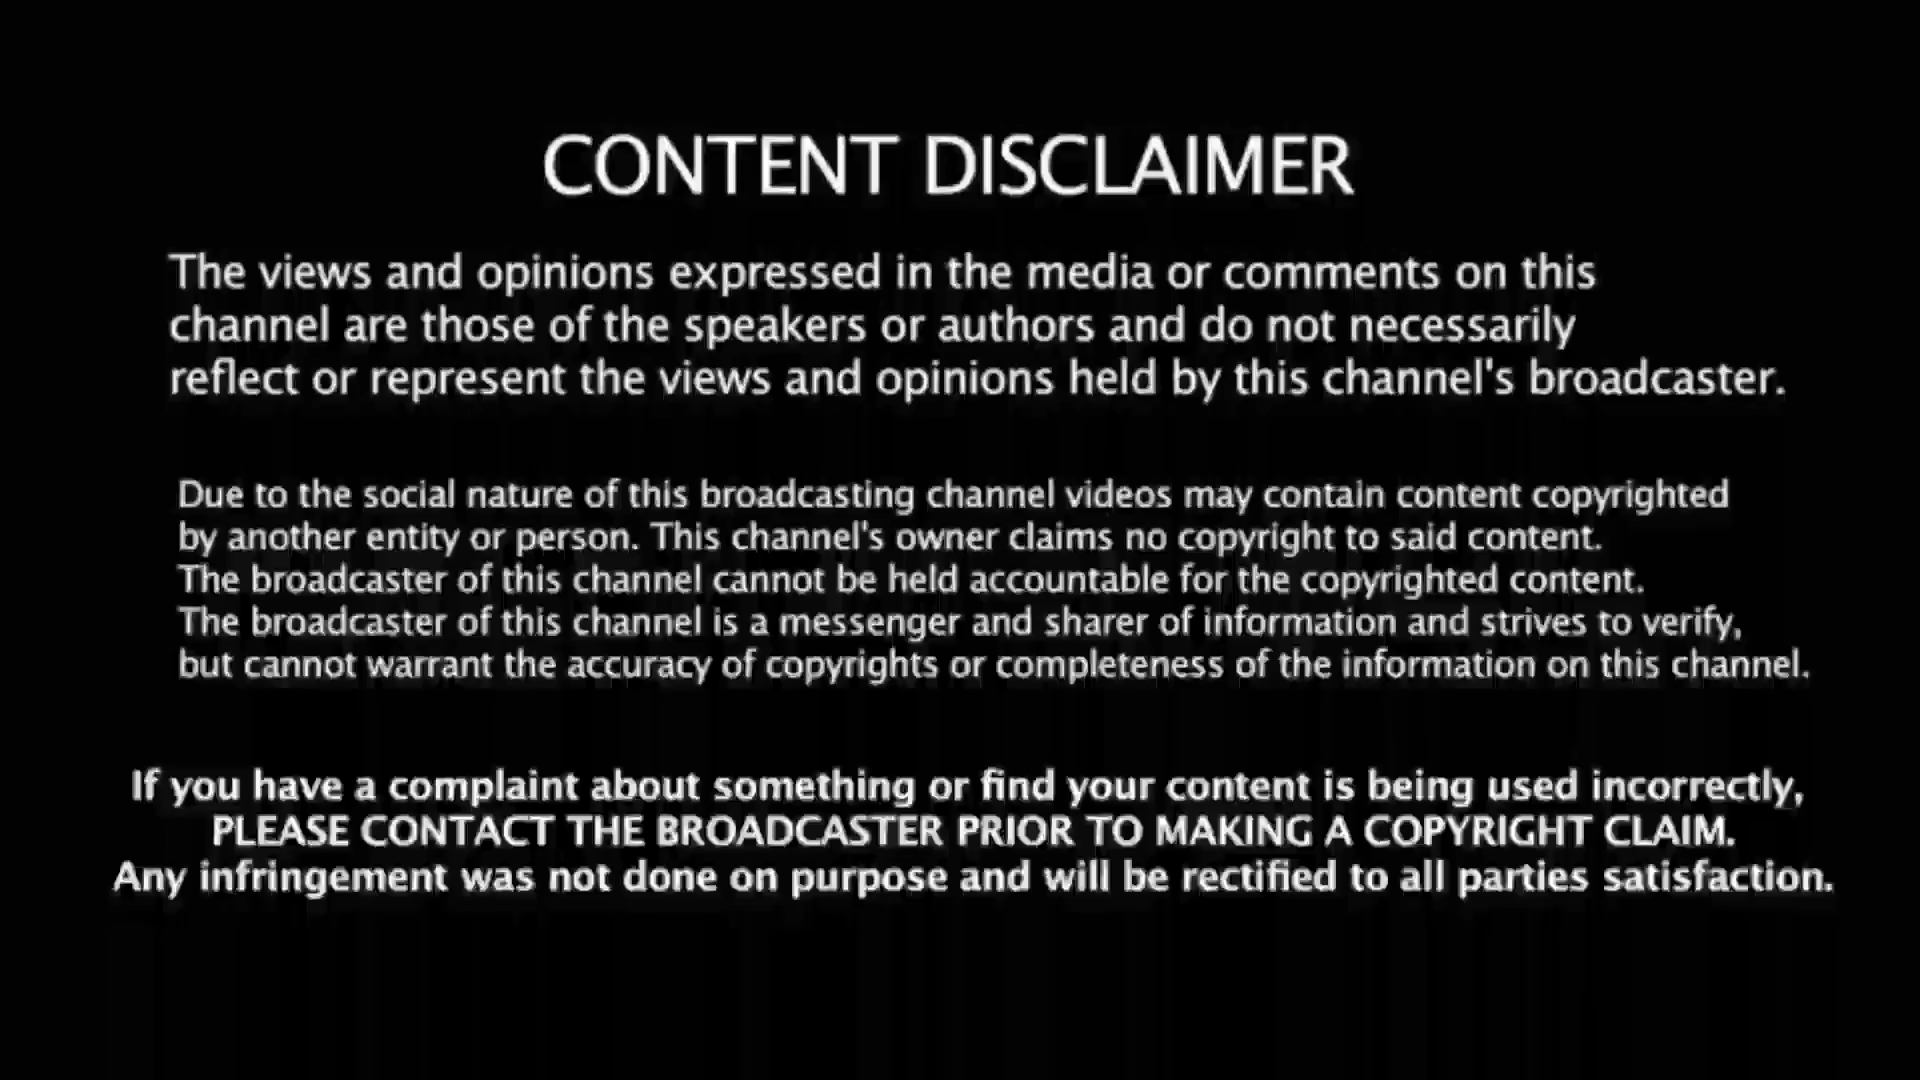 CONTENT DISCLAIMER
The views and opinions expressed in the media or comments on this
channel are those of the speakers or authors and do not necessarily
reflect or represent the views and opinions held by this channel's broadcaster.
Due to the social nature of this broadcasting channel videos may contain content copyrighted
by another entity or person. This channel's owner claims no copyright to said content.
The broadcaster of this channel cannot be held accountable for the copyrighted content.
The broadcaster of this channel is a messenger and sharer of information and strives to verify,
but cannot warrant the accuracy of copyrights or completeness of the information on this channel.
If you have a complaint about something or find your content is being used incorrectly,
PLEASE CONTACT THE BROADCASTER PRIOR TO MAKING A COPYRIGHT CLAIM.
Any infringement was not done on purpose and will be rectified to all parties satisfaction.